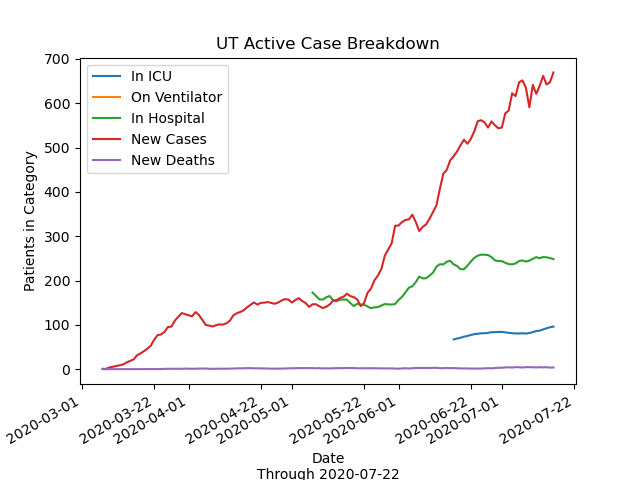 UT Active Case Breakdown
In ICU
On Ventilator
In Hospital
New Cases
New Deaths
Patients in Category
700
600
500
400
300
200
100
0
2020-03-01
2020-03-22
2020-04-01
2020-04-22
2020-05-01
2020-05-22
2020-06-01
2020-06-22
2020-07-01
2020-07-22
Date
Through 2020-07-22